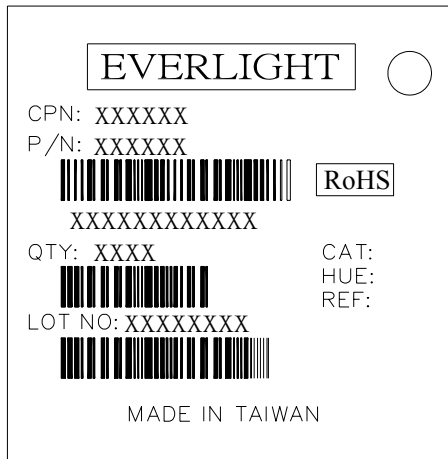 EVERLIGHT
CPN: XXXXXX
P/N: XXXXXX
RoHS
XXXXXXXXXXXX
QTY: XXXX
CAT:
HUE:
REF:
LOT NO: XXXXXXXX
MADE IN TAIWAN